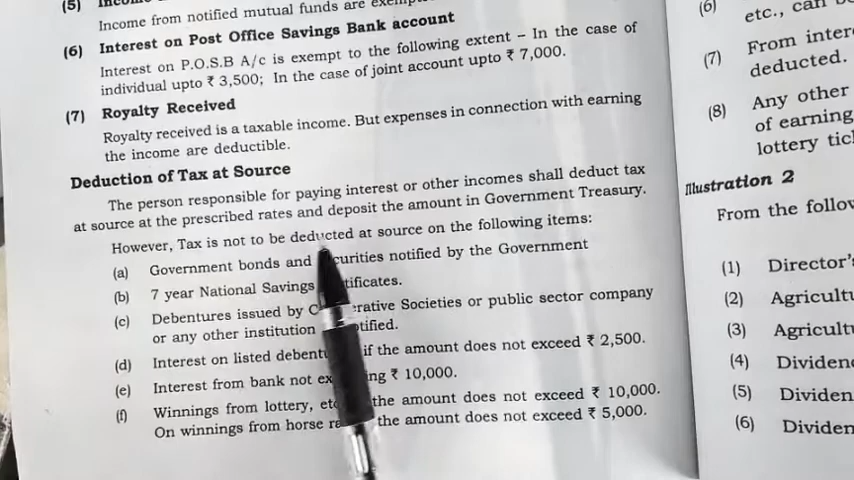 (5)
Income from notified mutual funds are
(6) Interest on Post Office Savings Bank account
Interest on P.O.S.B A/c is exempt to the following extent – In the case of
individual upto ₹ 3,500; In the case of joint account upto ₹ 7,000.
(7) Royalty Received
Royalty received is a taxable income. But expenses in connection with earning
the income are deductible.
Deduction of Tax at Source
The person responsible for paying interest or other incomes shall deduct tax
at source at the prescribed rates and deposit the amount in Government Treasury.
However, Tax is not to be deducted at source on the following items:
(a) Government bonds and curities notified by the Government
(b) 7 year National Savings tificates.
(c) Debentures issued by C rative Societies or public sector company
or any other institution tified.
(d) Interest on listed debent if the amount does not exceed ₹ 2,500.
(e) Interest from bank not ex ng ₹ 10,000.
(f) Winnings from lottery, et the amount does not exceed ₹ 10,000.
On winnings from horse r the amount does not exceed ₹ 5,000.
(6)
etc., can
(7) From inter
deducted.
(8) Any other
of earning
lottery tic
Illustration 2
From the follov
(1) Director's
(2) Agricultu
(3) Agricultu
(4) Dividend
(5) Dividen
(6) Dividen